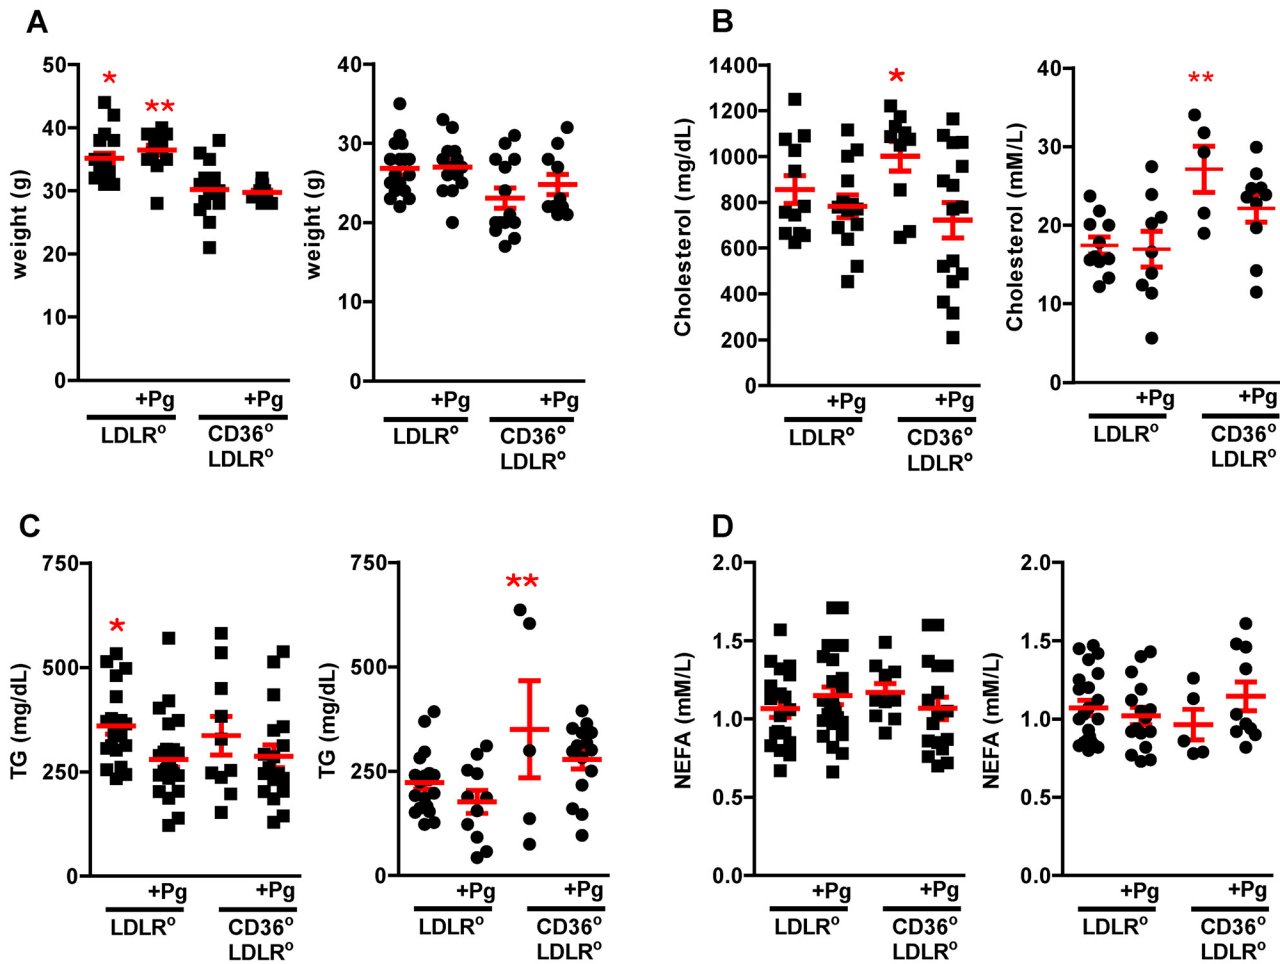 A
B
weight (g)
50
40
30
20
10
0
*
**
+Pg
+Pg
LDLRº
CD36º
LDLRº
weight (g)
40
30
20
10
0
+Pg
+Pg
LDLRº
CD36º
LDLRº
Cholesterol (mg/dL)
1400
1200
1000
800
600
400
200
0
*
+Pg
+Pg
LDLRº
CD36º
LDLRº
Cholesterol (mM/L)
40
30
20
10
0
**
+Pg
+Pg
LDLRº
CD36º
LDLRº
C
D
TG (mg/dL)
750
500
250
0
*
+Pg
+Pg
LDLRº
CD36º
LDLRº
TG (mg/dL)
750
500
250
0
**
+Pg
+Pg
LDLRº
CD36º
LDLRº
NEFA (mM/L)
2.0
1.5
1.0
0.5
0.0
+Pg
+Pg
LDLRº
CD36º
LDLRº
NEFA (mM/L)
2.0
1.5
1.0
0.5
0.0
+Pg
+Pg
LDLRº
CD36º
LDLRº